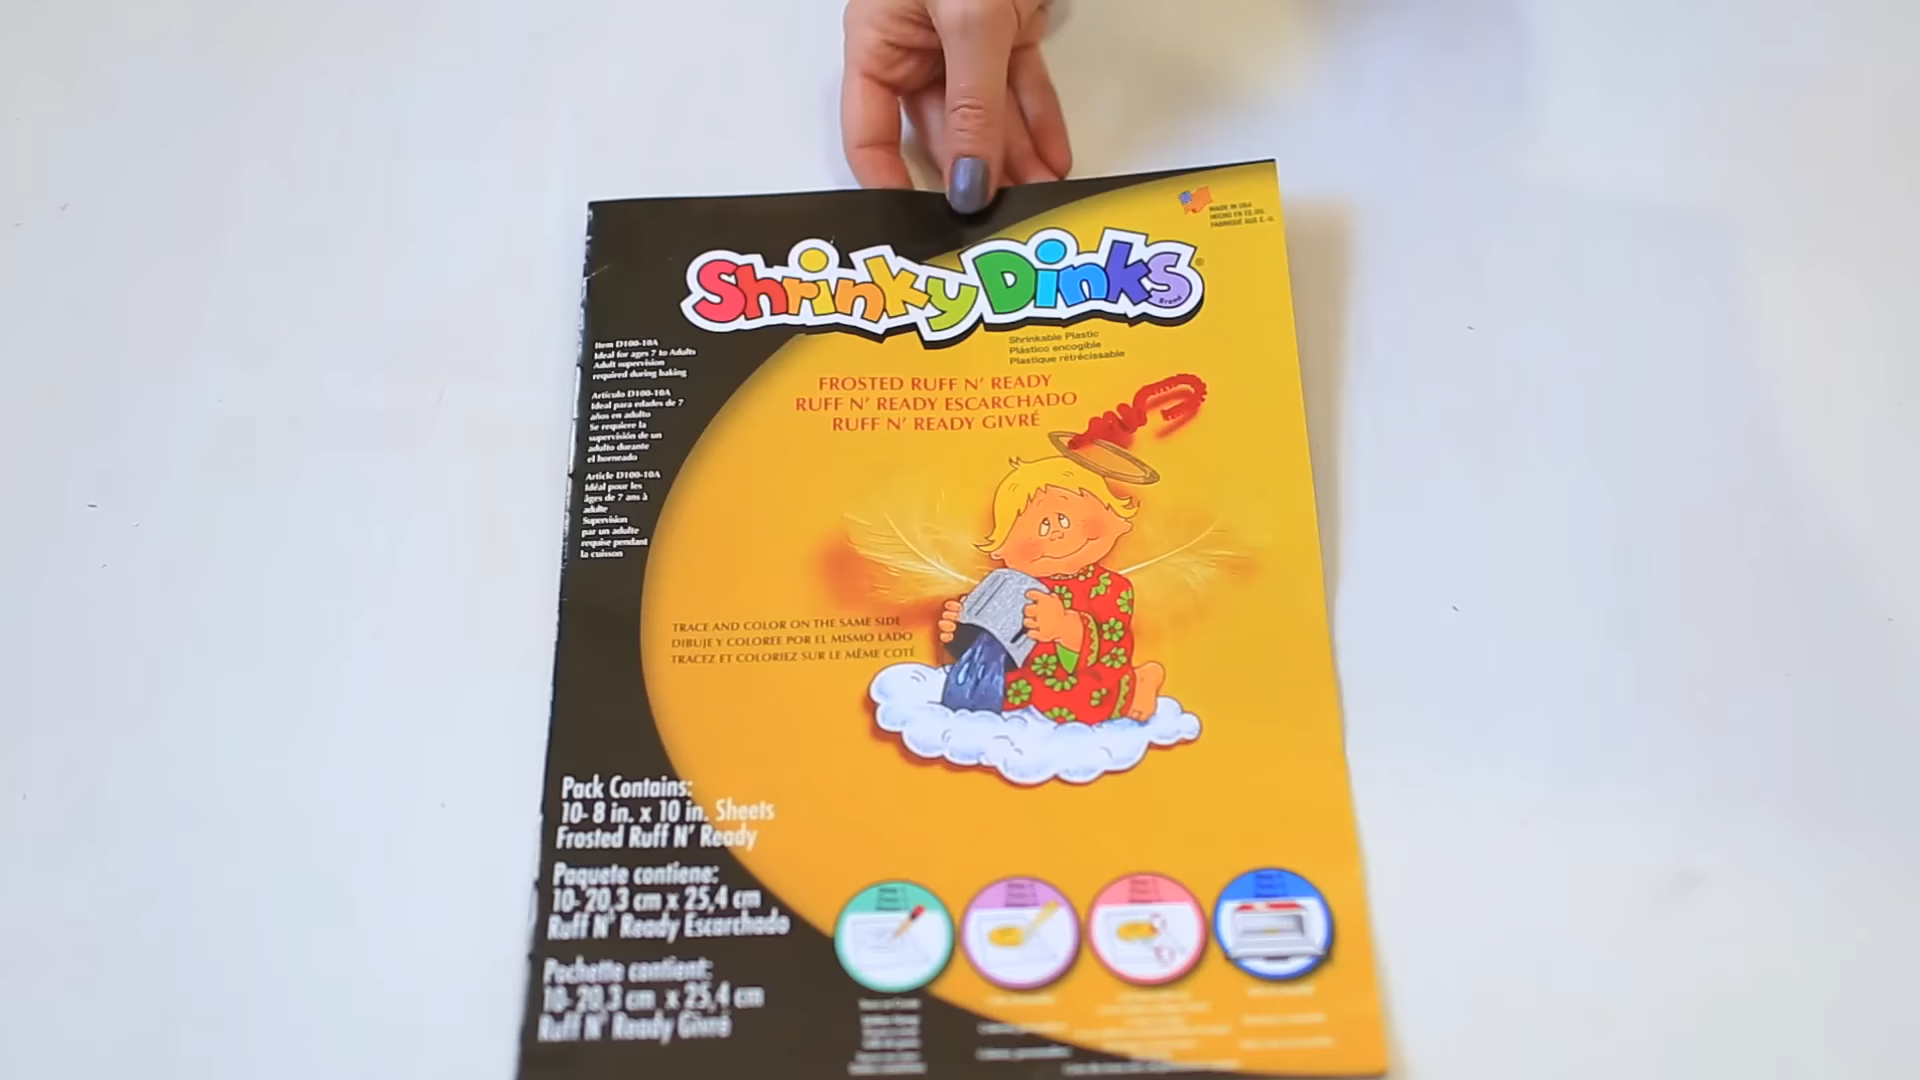 MADE IN USA
HECHO EN EE.UU.
FABRIQUÉ AUX É.-U.
Shrinky Dinks®
Brand
Shrinkable Plastic
Plástico encogible
Plastique rétrécissable
Item D100-10A
Ideal for ages 7 to Adults
Adult supervision
required during baking
Artículo D100-10A
Ideal para edades de 7
años en adulto
Se requiere la
supervisión de un
adulto durante
el horneado
Article D100-10A
Idéal pour les
âges de 7 ans à
adulte
Supervision
par un adulte
requise pendant
la cuisson
FROSTED RUFF N' READY
RUFF N' READY ESCARCHADO
RUFF N' READY GIVRÉ
TRACE AND COLOR ON THE SAME SIDE
DIBUJE Y COLOREE POR EL MISMO LADO
TRACEZ ET COLORIEZ SUR LE MÊME COTÉ
Pack Contains:
10- 8 in. x 10 in. Sheets
Frosted Ruff N' Ready
Paquete contiene:
10- 20,3 cm x 25,4 cm
Ruff N' Ready Escarchado
Pochette contient:
10- 20,3 cm x 25,4 cm
Ruff N' Ready Givré